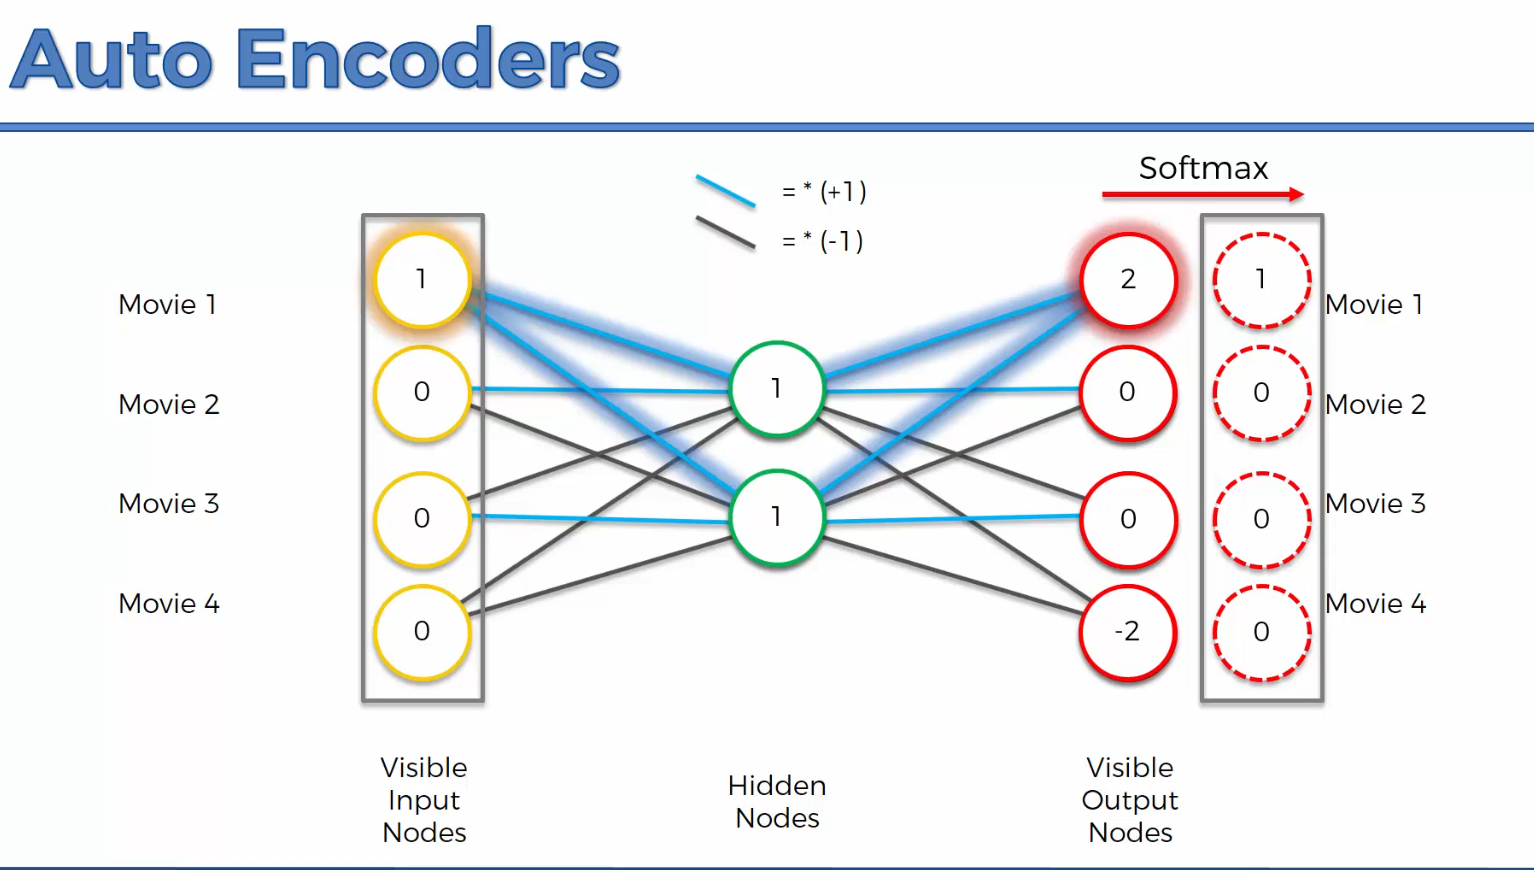 Auto Encoders
Softmax
= * (+1)
= * (-1)
Movie 1
1
1
2
1
Movie 1
Movie 2
0
1
0
0
Movie 2
Movie 3
0
0
0
Movie 3
Movie 4
0
-2
0
Movie 4
Visible
Input
Nodes
Hidden
Nodes
Visible
Output
Nodes